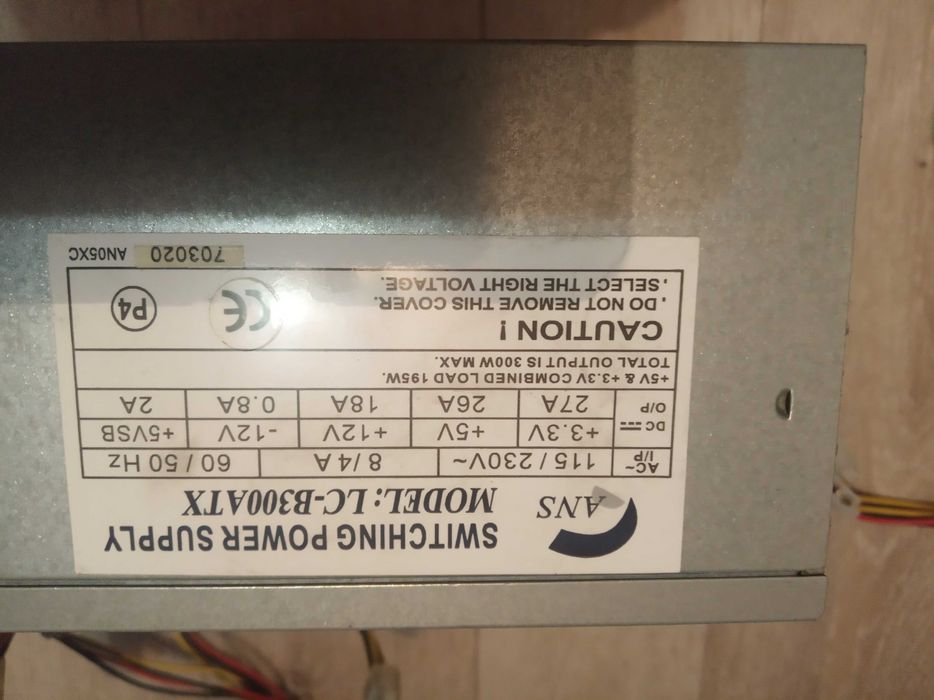 ANS
SWITCHING POWER SUPPLY
MODEL: LC-B300ATX
AC~ I/P 115 / 230V~ 8 / 4 A 60 / 50 Hz
DC +3.3V +5V +12V -12V +5VSB
O/P 27A 26A 18A 0.8A 2A
+5V & +3.3V COMBINED LOAD 195W.
TOTAL OUTPUT IS 300W MAX.
CAUTION !
. DO NOT REMOVE THIS COVER.
. SELECT THE RIGHT VOLTAGE.
CE
P4
703020 AN05XC